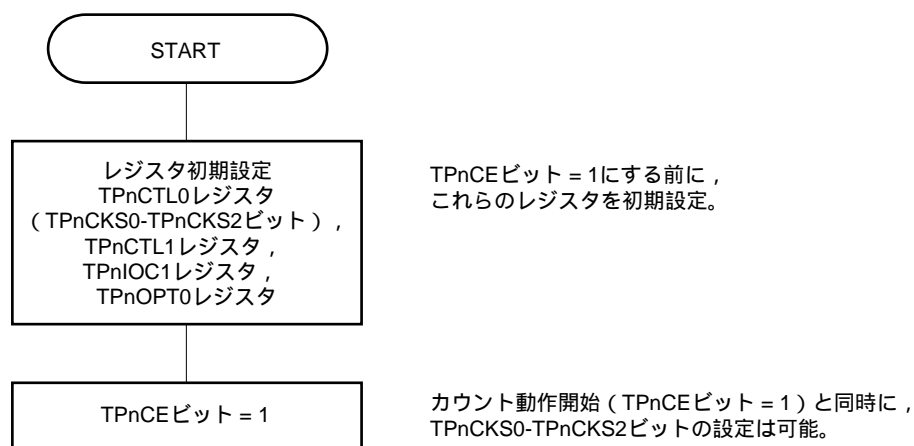 START
レジスタ初期設定
TPnCTL0レジスタ
（TPnCKS0-TPnCKS2ビット），
TPnCTL1レジスタ，
TPnIOC1レジスタ，
TPnOPT0レジスタ
TPnCEビット = 1にする前に，
これらのレジスタを初期設定。
TPnCEビット = 1
カウント動作開始（TPnCEビット = 1）と同時に，
TPnCKS0-TPnCKS2ビットの設定は可能。